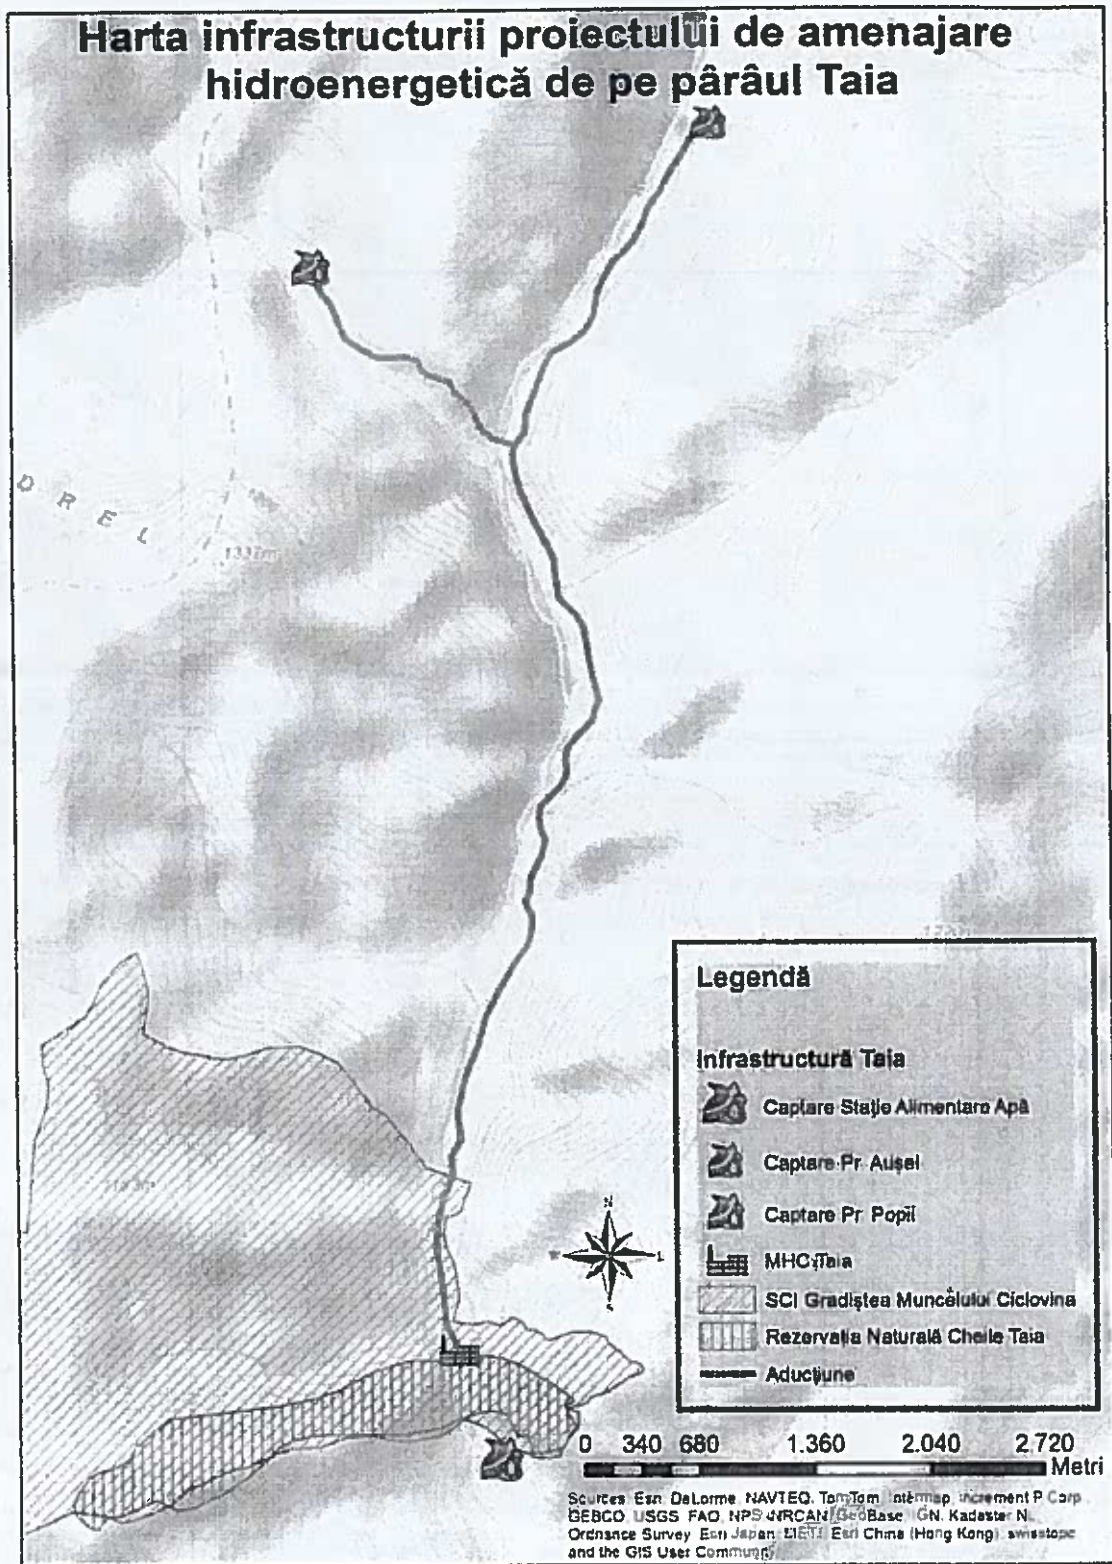 Harta infrastructurii proiectului de amenajare
hidroenergetică de pe pârâul Taia
D R E L
1331m
Legendă
Infrastructură Taia
Captare Stație Alimentare Apă
Captare Pr. Aușel
Captare Pr. Popii
MHC Taia
SCI Gradiștea Muncelului Ciclovina
Rezervația Naturală Cheile Taia
Aducțiune
N
L
S
0 340 680 1.360 2.040 2.720
Metri
Sources: Esri, DeLorme, NAVTEQ, TomTom, Intermap, increment P Corp.,
GEBCO, USGS, FAO, NPS, NRCAN, GeoBase, IGN, Kadaster N
Ordnance Survey, Esri Japan, METI, Esri China (Hong Kong), swisstopo,
and the GIS User Community